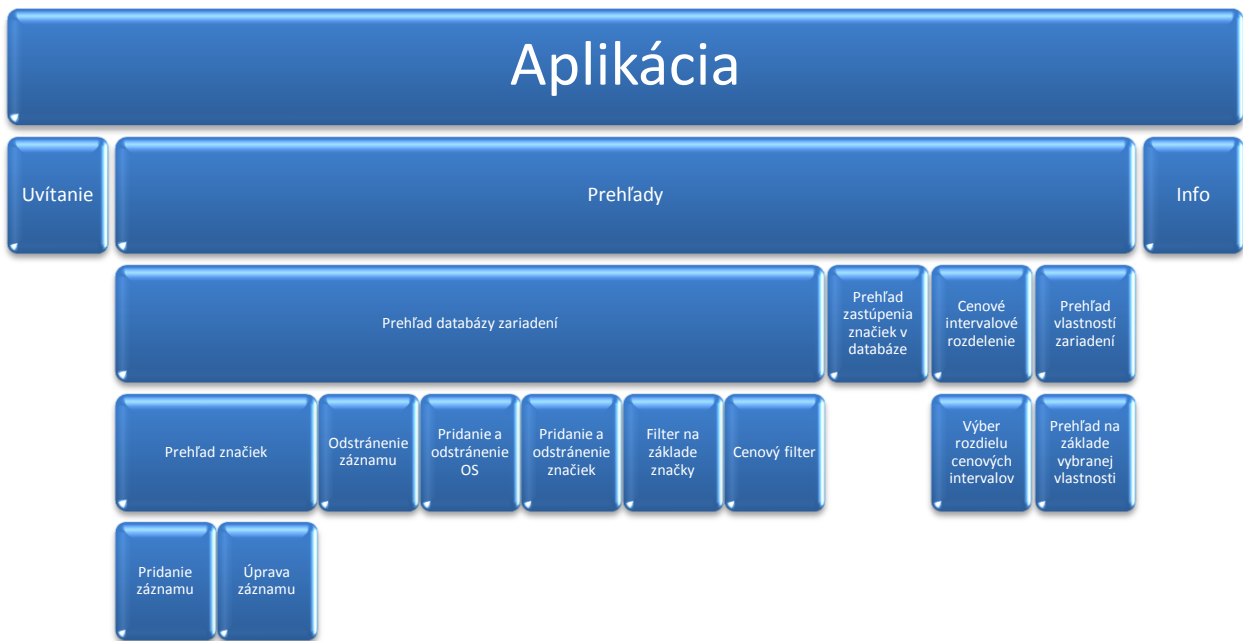 Aplikácia
Uvítanie
Prehľady
Info
Prehľad databázy zariadení
Prehľad
zastúpenia
značiek v
databáze
Cenové
intervalové
rozdelenie
Prehľad
vlastností
zariadení
Prehľad značiek
Odstránenie
záznamu
Pridanie a
odstránenie
OS
Pridanie a
odstránenie
značiek
Filter na
základe
značky
Cenový filter
Výber
rozdielu
cenových
intervalov
Prehľad na
základe
vybranej
vlastnosti
Pridanie
záznamu
Úprava
záznamu